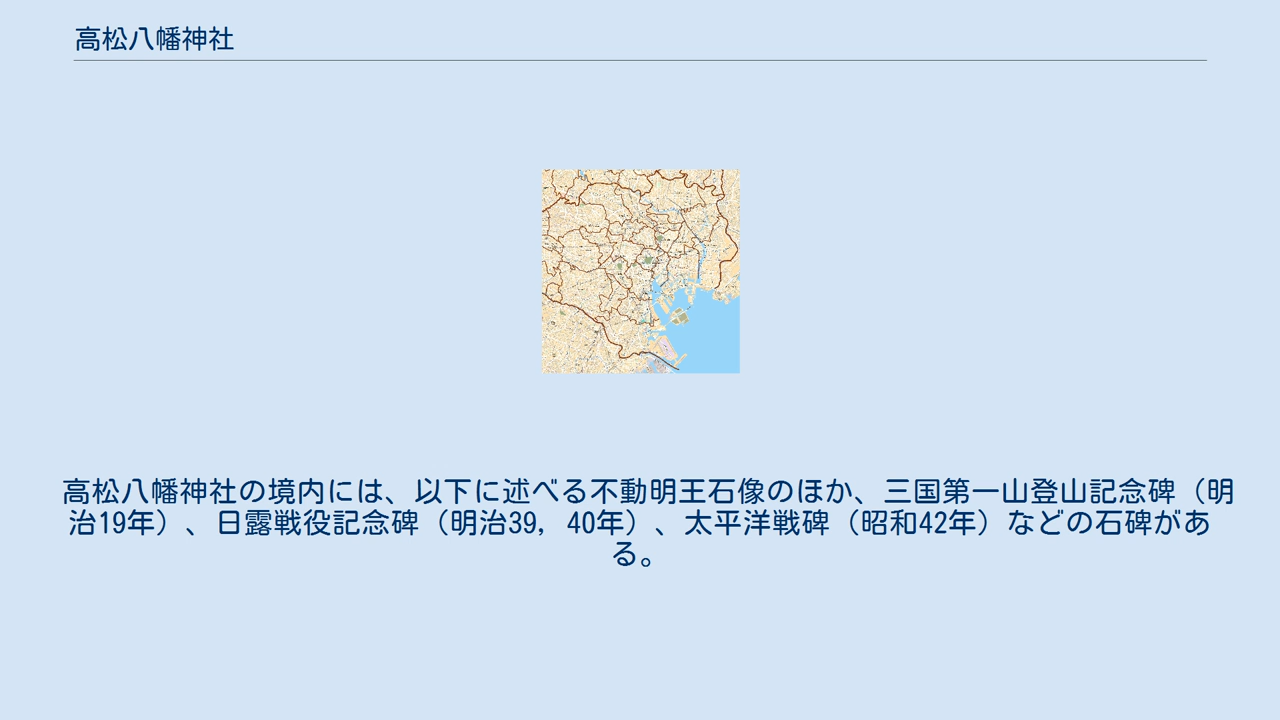 高松八幡神社
高松八幡神社の境内には、以下に述べる不動明王石像のほか、三国第一山登山記念碑（明
治19年）、日露戦役記念碑（明治39，40年）、太平洋戦碑（昭和42年）などの石碑があ
る。